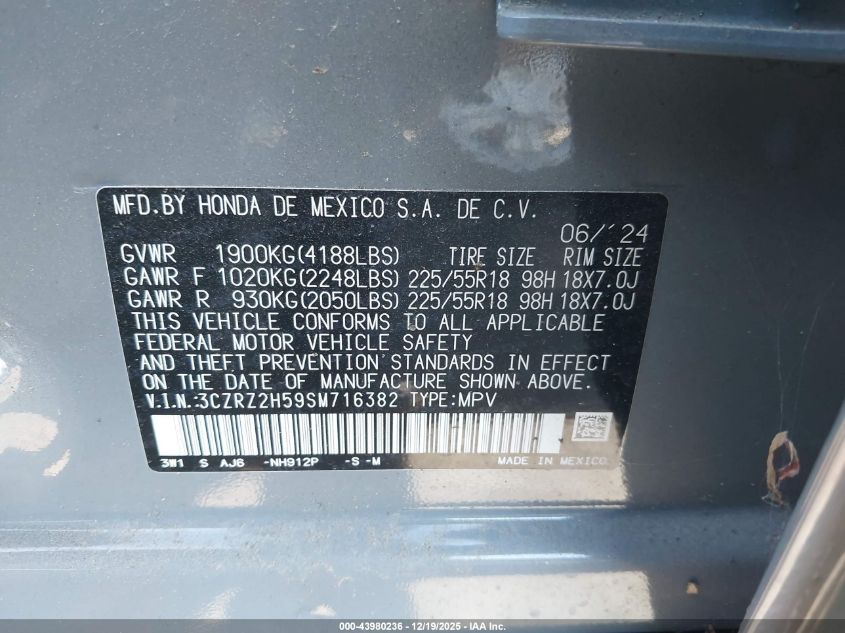 MFD.BY HONDA DE MEXICO S.A. DE C.V.
06/'24
GVWR 1900KG(4188LBS) TIRE SIZE RIM SIZE
GAWR F 1020KG(2248LBS) 225/55R18 98H 18X7.0J
GAWR R 930KG(2050LBS) 225/55R18 98H 18X7.0J
THIS VEHICLE CONFORMS TO ALL APPLICABLE
FEDERAL MOTOR VEHICLE SAFETY
AND THEFT PREVENTION STANDARDS IN EFFECT
ON THE DATE OF MANUFACTURE SHOWN ABOVE.
V.I.N.:3CZRZ2H59SM716382 TYPE:MPV
3W1 S AJ6 -NH912P -S -M MADE IN MEXICO
000-43980236 - 12/19/2025 - IAA Inc.